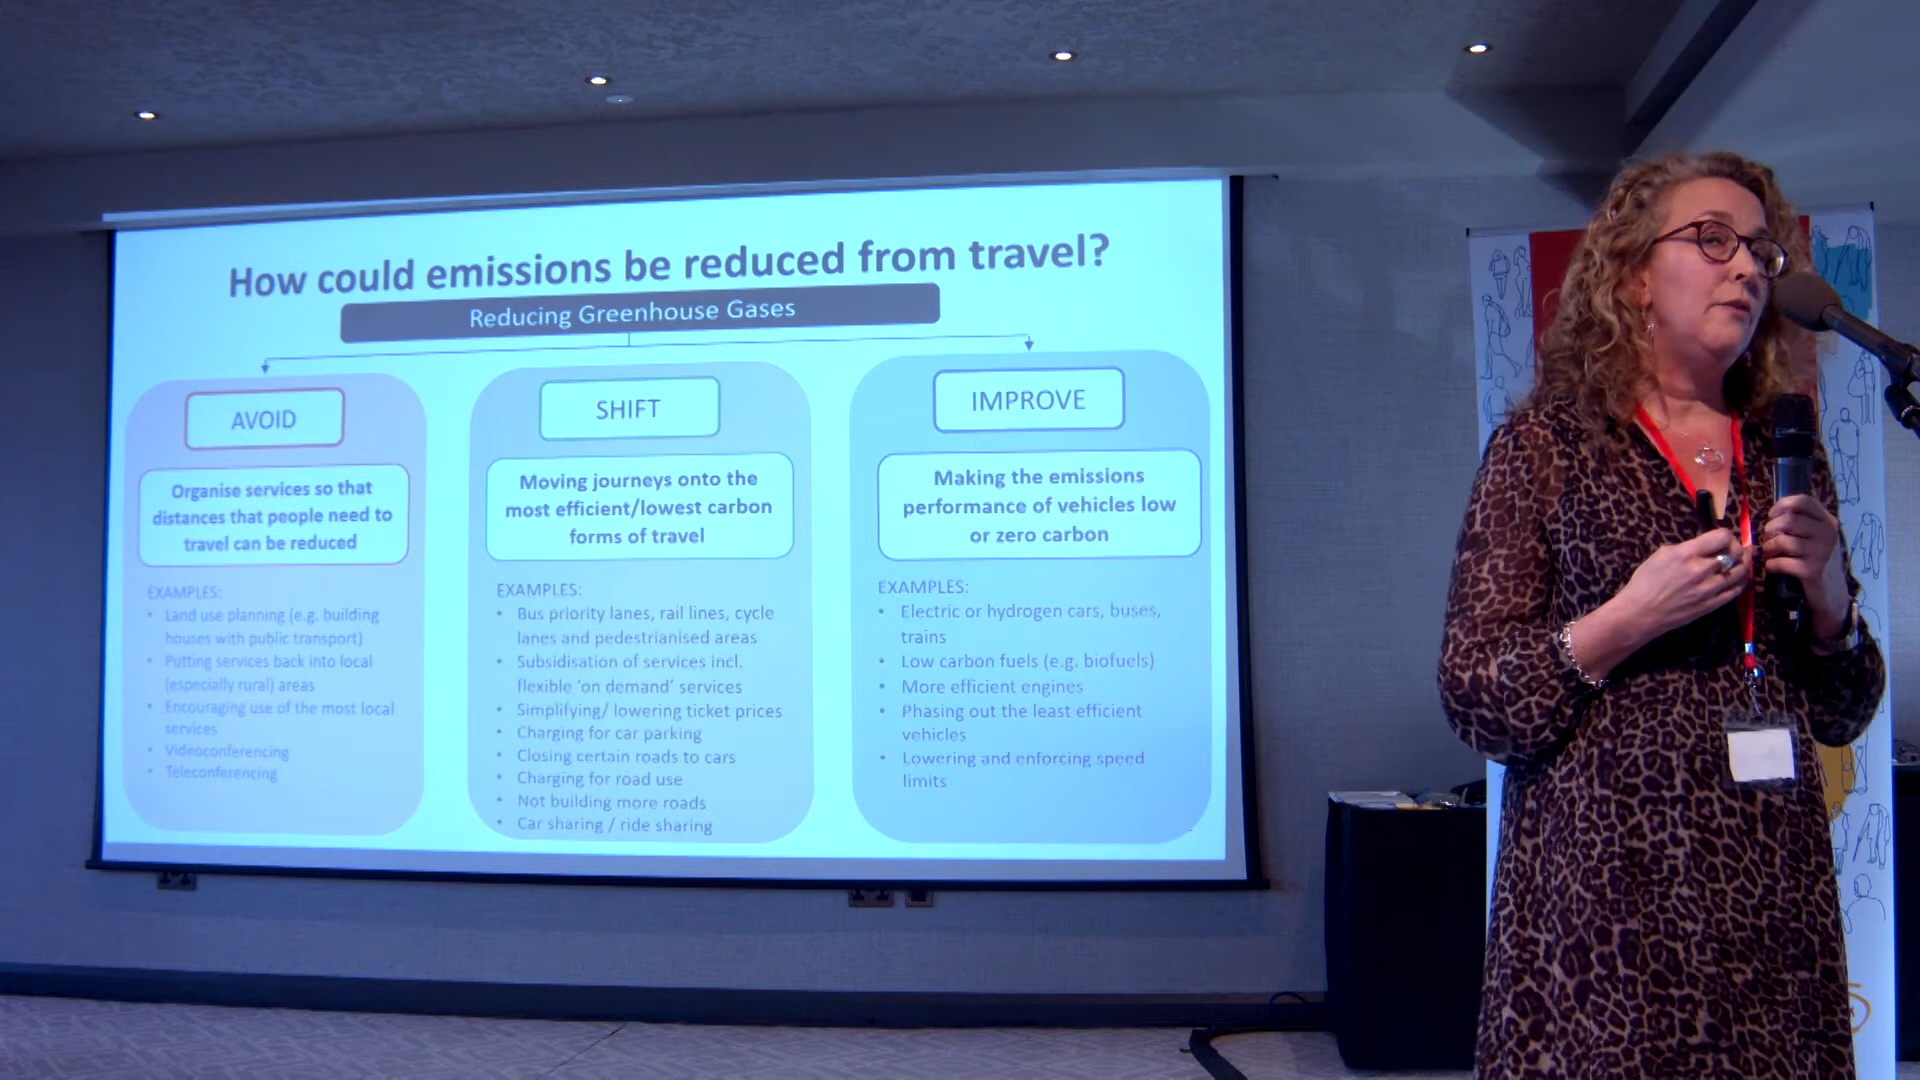 How could emissions be reduced from travel?
Reducing Greenhouse Gases
AVOID
Organise services so that
distances that people need to
travel can be reduced
EXAMPLES:
• Land use planning (e.g. building
houses with public transport)
• Putting services back into local
(especially rural) areas
• Encouraging use of the most local
services
• Videoconferencing
• Teleconferencing
SHIFT
Moving journeys onto the
most efficient/lowest carbon
forms of travel
EXAMPLES:
• Bus priority lanes, rail lines, cycle
lanes and pedestrianised areas
• Subsidisation of services incl.
flexible 'on demand' services
• Simplifying/ lowering ticket prices
• Charging for car parking
• Closing certain roads to cars
• Charging for road use
• Not building more roads
• Car sharing / ride sharing
IMPROVE
Making the emissions
performance of vehicles low
or zero carbon
EXAMPLES:
• Electric or hydrogen cars, buses,
trains
• Low carbon fuels (e.g. biofuels)
• More efficient engines
• Phasing out the least efficient
vehicles
• Lowering and enforcing speed
limits